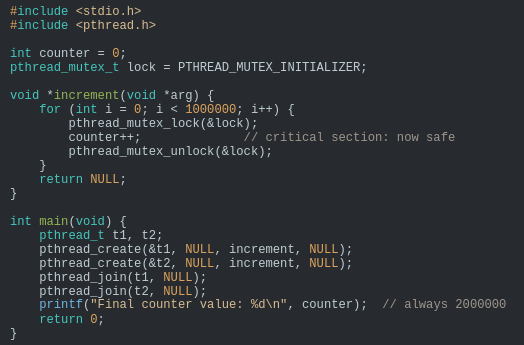 #include <stdio.h>
#include <pthread.h>

int counter = 0;
pthread_mutex_t lock = PTHREAD_MUTEX_INITIALIZER;

void *increment(void *arg) {
    for (int i = 0; i < 1000000; i++) {
        pthread_mutex_lock(&lock);
        counter++;              // critical section: now safe
        pthread_mutex_unlock(&lock);
    }
    return NULL;
}

int main(void) {
    pthread_t t1, t2;
    pthread_create(&t1, NULL, increment, NULL);
    pthread_create(&t2, NULL, increment, NULL);
    pthread_join(t1, NULL);
    pthread_join(t2, NULL);
    printf("Final counter value: %d\n", counter);  // always 2000000
    return 0;
}